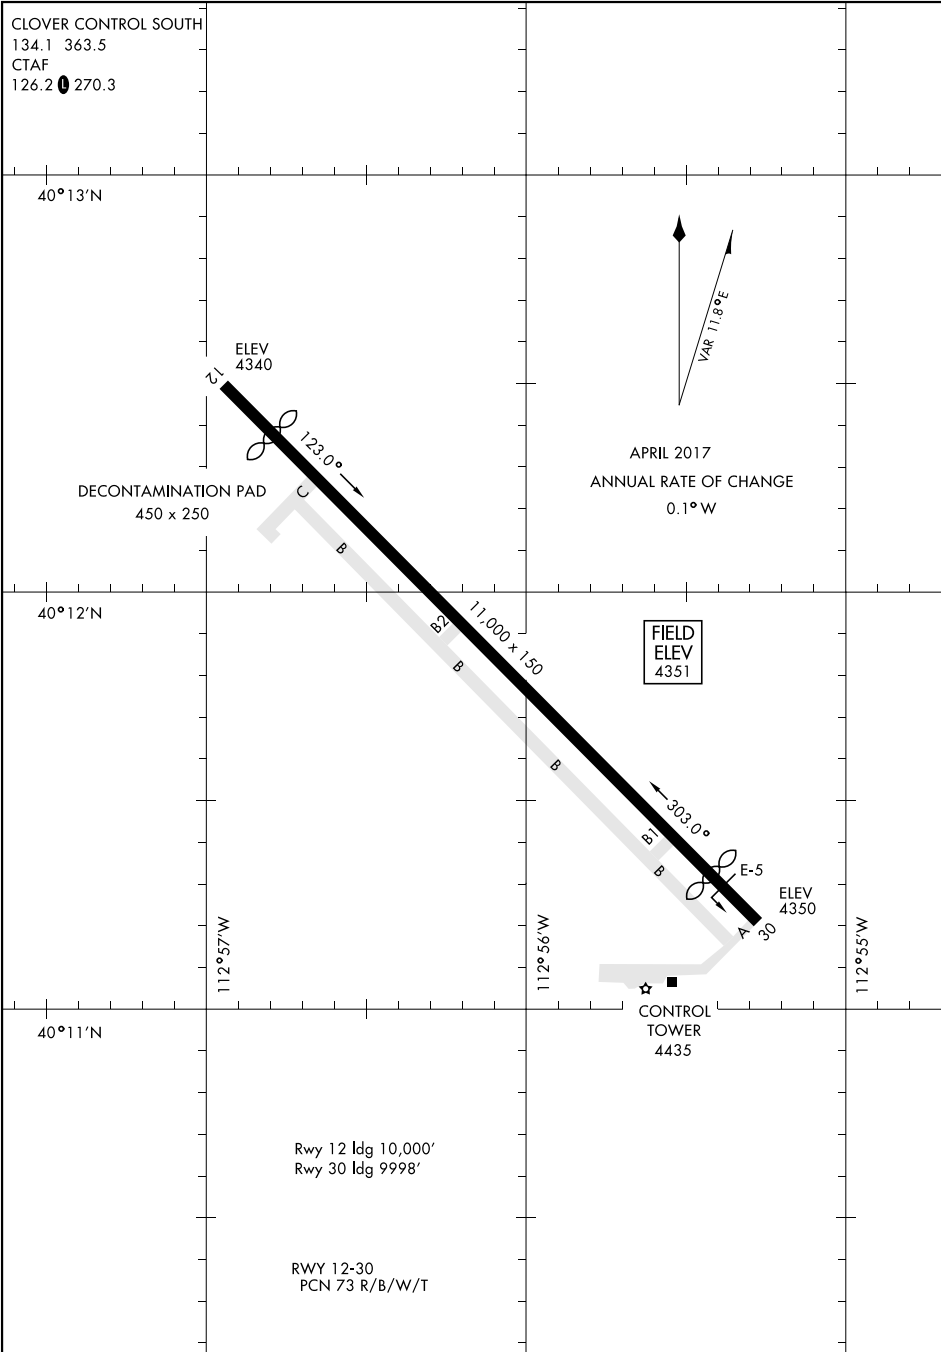 CLOVER CONTROL SOUTH
134.1 363.5
CTAF
126.2 L 270.3
40°13'N
VAR 11.8°E
ELEV
4340
12
123.0°
APRIL 2017
ANNUAL RATE OF CHANGE
0.1° W
DECONTAMINATION PAD
450 x 250
C
B
40°12'N
B2
11,000 x 150
B
FIELD
ELEV
4351
B
303.0°
B1
B
E-5
ELEV
4350
A
30
112°57'W
112°56'W
112°55'W
CONTROL
TOWER
4435
40°11'N
Rwy 12 ldg 10,000'
Rwy 30 ldg 9998'
RWY 12-30
PCN 73 R/B/W/T